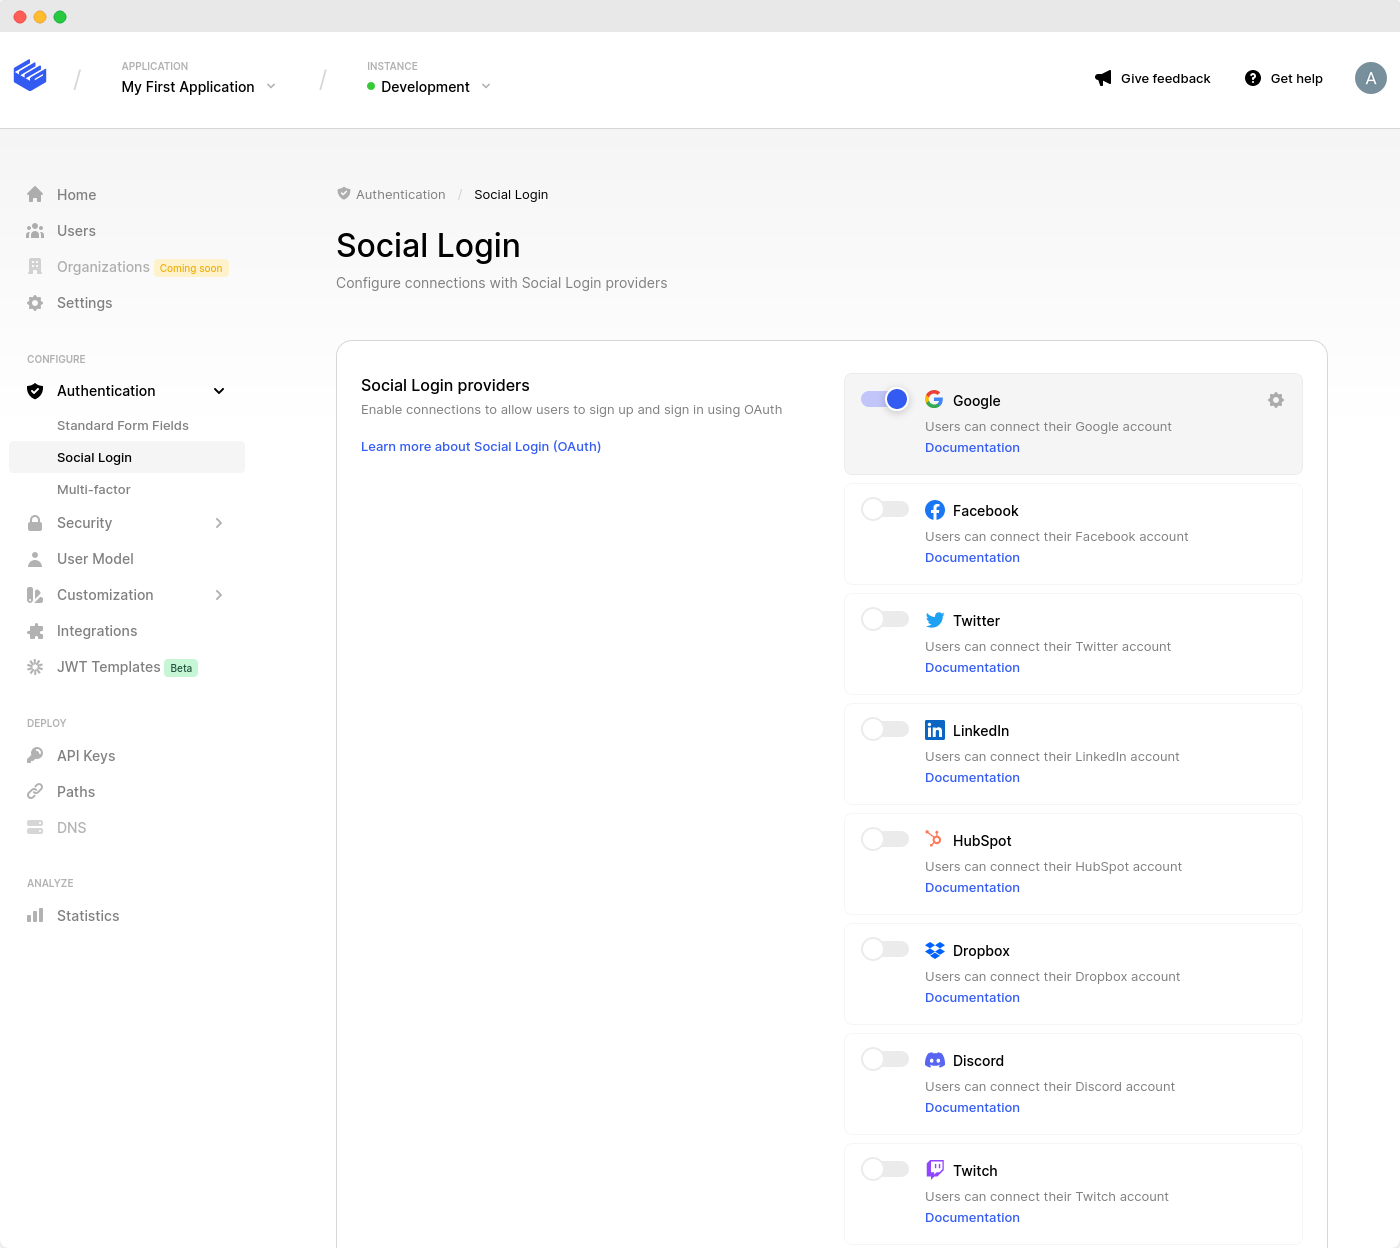 APPLICATION
My First Application
INSTANCE
Development
Give feedback
Get help
A
Home
Users
Organizations Coming soon
Settings
CONFIGURE
Authentication
Standard Form Fields
Social Login
Multi-factor
Security
User Model
Customization
Integrations
JWT Templates Beta
DEPLOY
API Keys
Paths
DNS
ANALYZE
Statistics
Authentication / Social Login
Social Login
Configure connections with Social Login providers
Social Login providers
Enable connections to allow users to sign up and sign in using OAuth
Learn more about Social Login (OAuth)
Google
Users can connect their Google account
Documentation
Facebook
Users can connect their Facebook account
Documentation
Twitter
Users can connect their Twitter account
Documentation
LinkedIn
Users can connect their LinkedIn account
Documentation
HubSpot
Users can connect their HubSpot account
Documentation
Dropbox
Users can connect their Dropbox account
Documentation
Discord
Users can connect their Discord account
Documentation
Twitch
Users can connect their Twitch account
Documentation